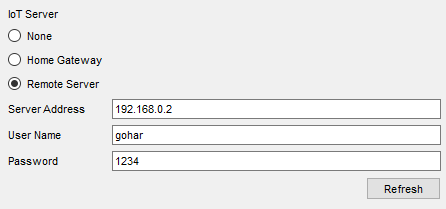 IoT Server
None
Home Gateway
Remote Server
Server Address 192.168.0.2
User Name gohar
Password 1234
Refresh